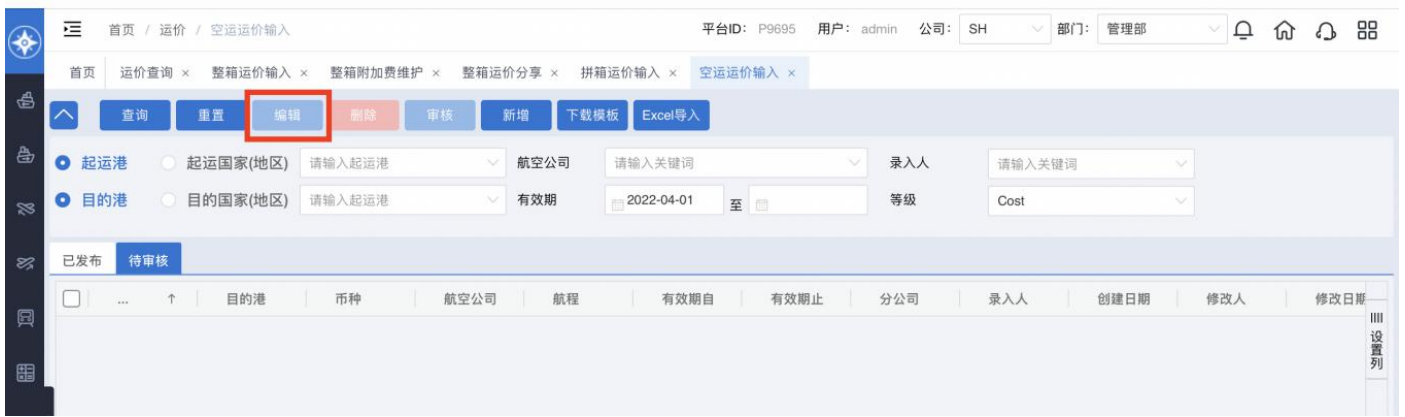 首页 / 运价 / 空运运价输入 平台ID: P9695 用户: admin 公司: SH 部门: 管理部
首页 运价查询 × 整箱运价输入 × 整箱附加费维护 × 整箱运价分享 × 拼箱运价输入 × 空运运价输入 ×
查询 重置 编辑 删除 审核 新增 下载模板 Excel导入
起运港 起运国家(地区) 请输入起运港 航空公司 请输入关键词 录入人 请输入关键词
目的港 目的国家(地区) 请输入起运港 有效期 2022-04-01 至 等级 Cost
已发布 待审核
... ↑ 目的港 币种 航空公司 航程 有效期自 有效期止 分公司 录入人 创建日期 修改人 修改日期
设置列